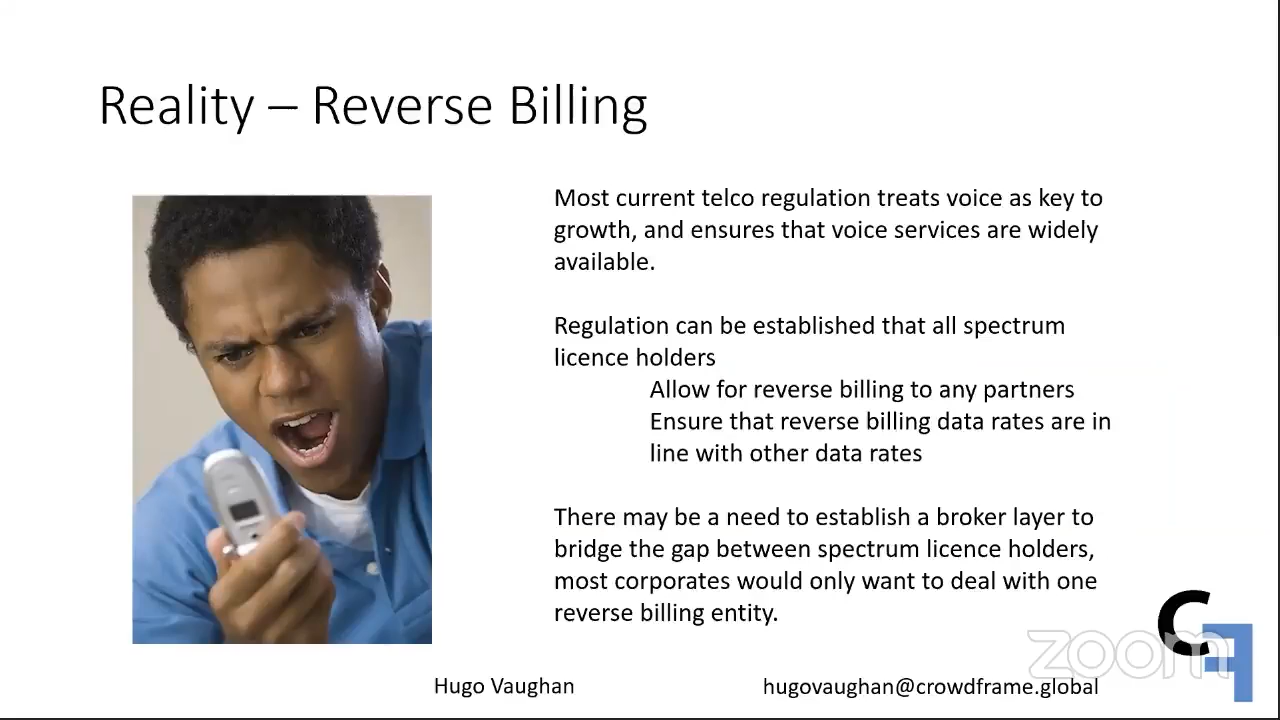 Reality – Reverse Billing
Most current telco regulation treats voice as key to
growth, and ensures that voice services are widely
available.
Regulation can be established that all spectrum
licence holders
Allow for reverse billing to any partners
Ensure that reverse billing data rates are in
line with other data rates
There may be a need to establish a broker layer to
bridge the gap between spectrum licence holders,
most corporates would only want to deal with one
reverse billing entity.
CF
zoom
Hugo Vaughan
hugovaughan@crowdframe.global